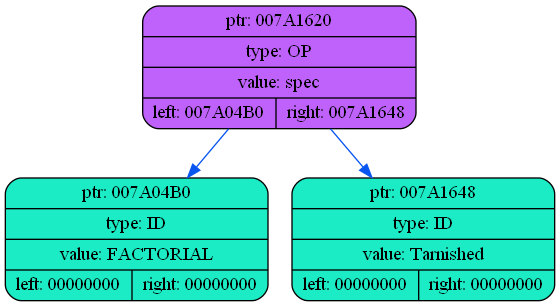 ptr: 007A1620
type: OP
value: spec
left: 007A04B0 right: 007A1648
ptr: 007A04B0
type: ID
value: FACTORIAL
left: 00000000 right: 00000000
ptr: 007A1648
type: ID
value: Tarnished
left: 00000000 right: 00000000